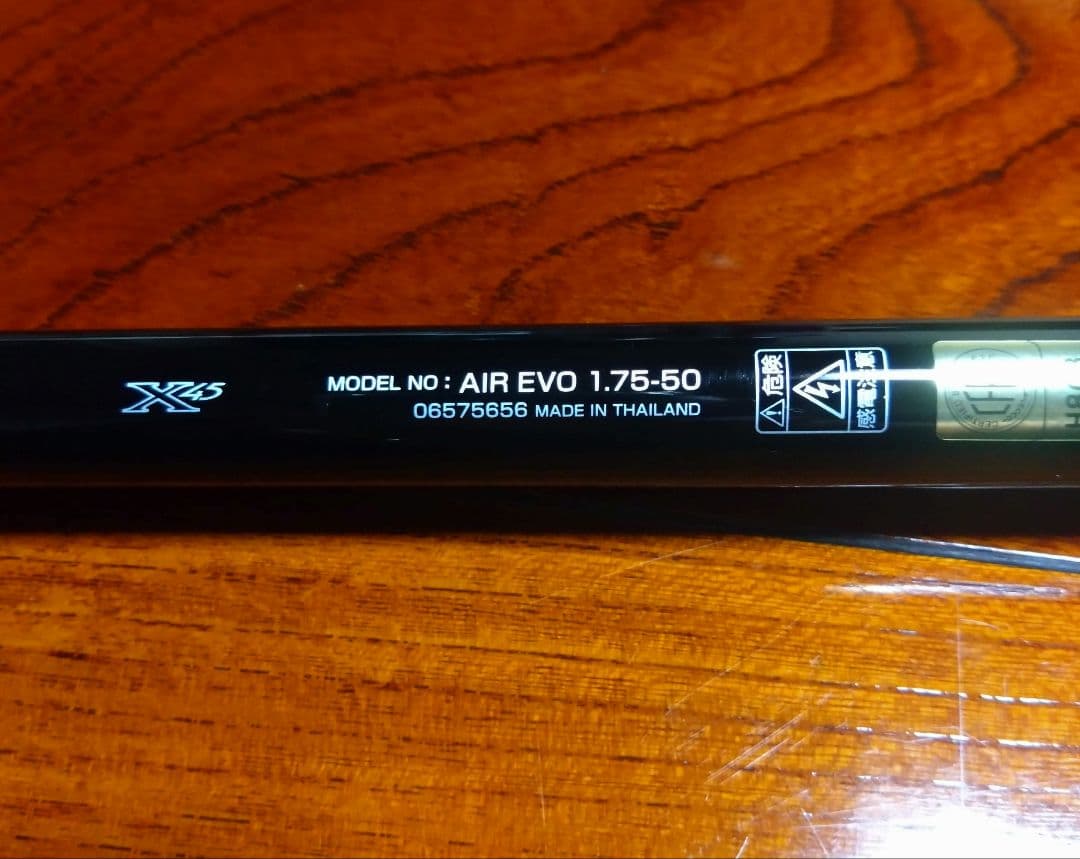 X45
MODEL NO : AIR EVO 1.75-50
06575656 MADE IN THAILAND
危険
感電注意